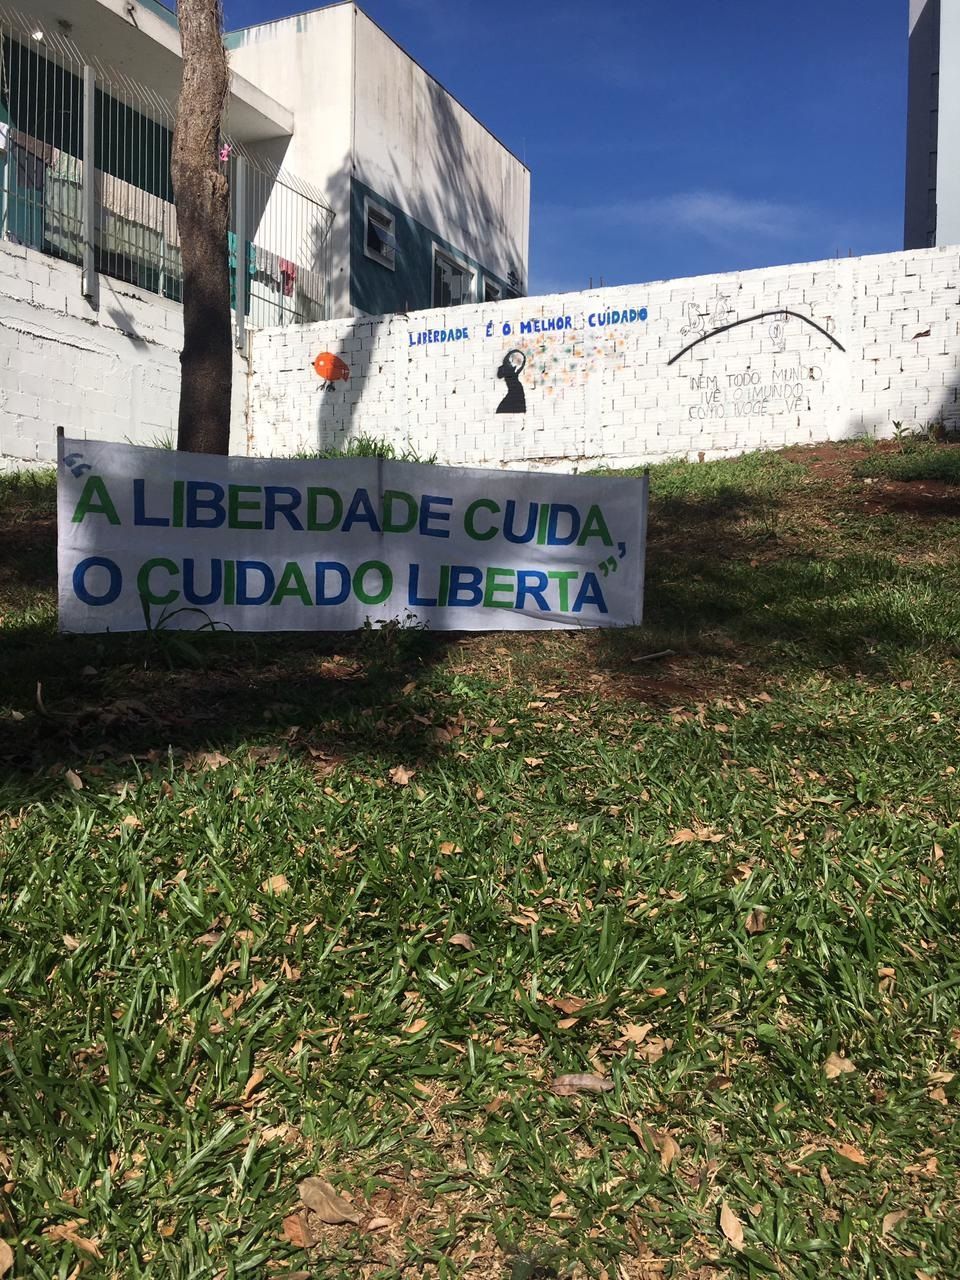 LIBERDADE É O MELHOR CUIDADO
NEM TODO MUNDO
VÊ O MUNDO
COMO VOCÊ VÊ
“A LIBERDADE CUIDA,
O CUIDADO LIBERTA”